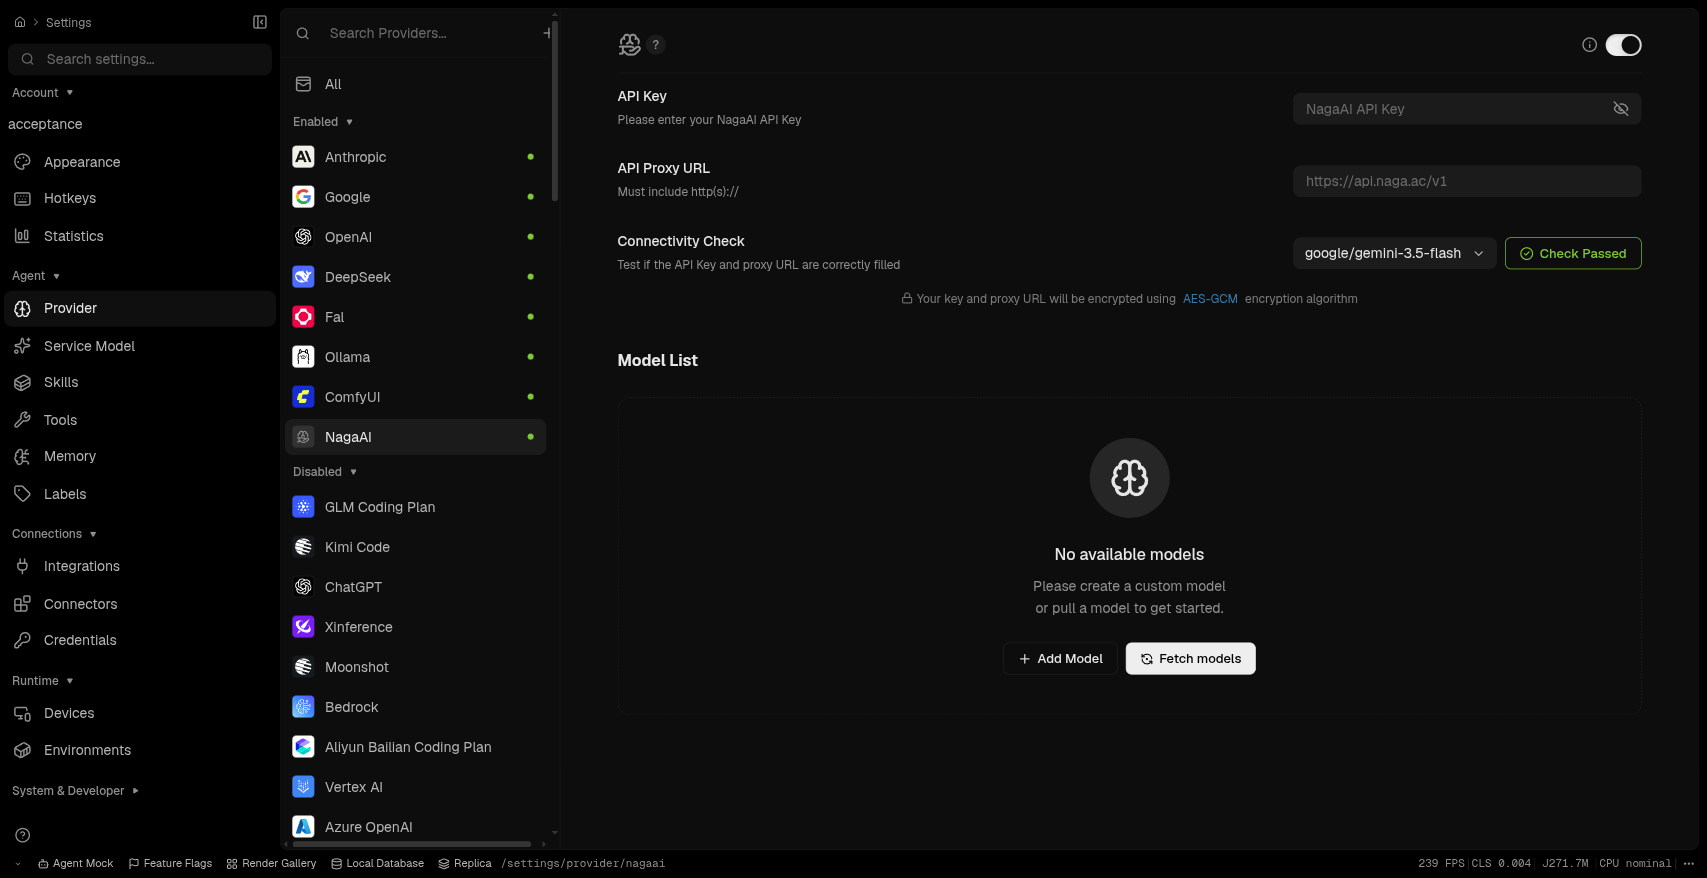 Settings
Search settings...
Account
acceptance
Appearance
Hotkeys
Statistics
Agent
Provider
Service Model
Skills
Tools
Memory
Labels
Connections
Integrations
Connectors
Credentials
Runtime
Devices
Environments
System & Developer
Search Providers...
All
Enabled
Anthropic
Google
OpenAI
DeepSeek
Fal
Ollama
ComfyUI
NagaAI
Disabled
GLM Coding Plan
Kimi Code
ChatGPT
Xinference
Moonshot
Bedrock
Aliyun Bailian Coding Plan
Vertex AI
Azure OpenAI
?
API Key
Please enter your NagaAI API Key
NagaAI API Key
API Proxy URL
Must include http(s)://
https://api.naga.ac/v1
Connectivity Check
Test if the API Key and proxy URL are correctly filled
google/gemini-3.5-flash
Check Passed
Your key and proxy URL will be encrypted using AES-GCM encryption algorithm
Model List
No available models
Please create a custom model
or pull a model to get started.
Add Model
Fetch models
Agent Mock
Feature Flags
Render Gallery
Local Database
Replica
/settings/provider/nagaai
239 FPS
CLS 0.004
J271.7M
CPU nominal